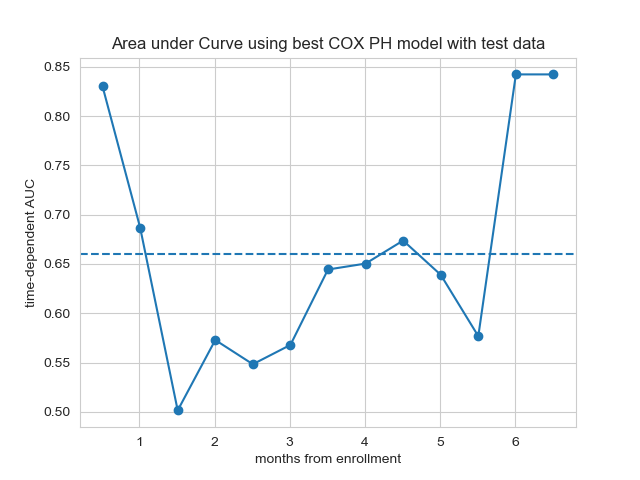 Area under Curve using best COX PH model with test data
0.85
0.80
0.75
0.70
0.65
0.60
0.55
0.50
time-dependent AUC
1 2 3 4 5 6
months from enrollment